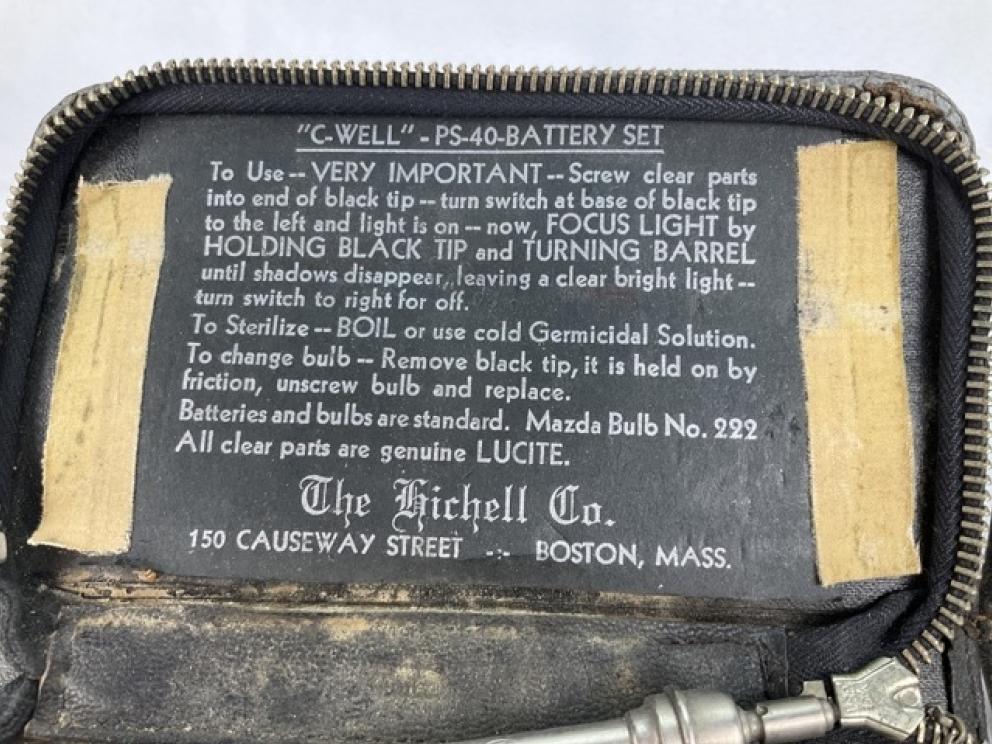 "C-WELL" - PS-40-BATTERY SET
To Use -- VERY IMPORTANT -- Screw clear parts
into end of black tip -- turn switch at base of black tip
to the left and light is on -- now, FOCUS LIGHT by
HOLDING BLACK TIP and TURNING BARREL
until shadows disappear, leaving a clear bright light --
turn switch to right for off.
To Sterilize -- BOIL or use cold Germicidal Solution.
To change bulb -- Remove black tip, it is held on by
friction, unscrew bulb and replace.
Batteries and bulbs are standard. Mazda Bulb No. 222
All clear parts are genuine LUCITE.
The Hichell Co.
150 CAUSEWAY STREET -:- BOSTON, MASS.